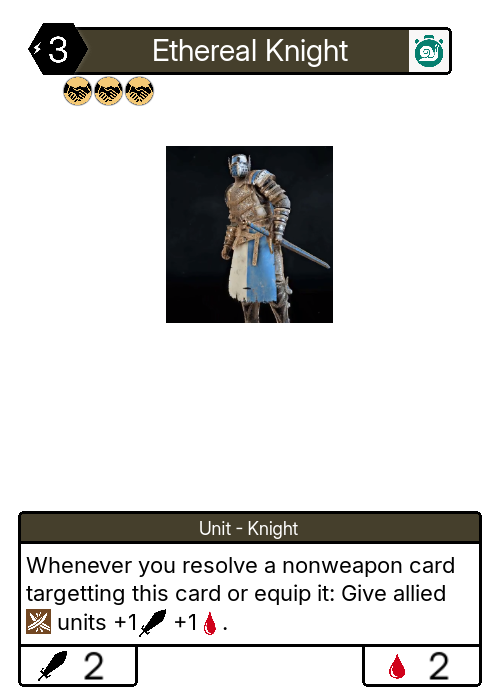 3
Ethereal Knight
Unit - Knight
Whenever you resolve a nonweapon card
targetting this card or equip it: Give allied
units +1 +1 .
2
2